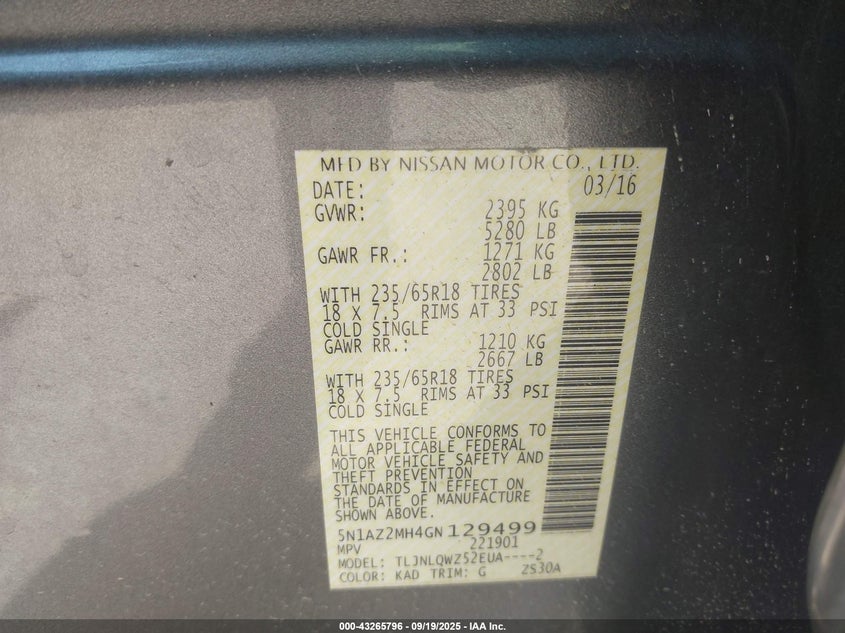 MFD BY NISSAN MOTOR CO., LTD.
DATE: 03/16
GVWR: 2395 KG
5280 LB
GAWR FR.: 1271 KG
2802 LB
WITH 235/65R18 TIRES
18 X 7.5 RIMS AT 33 PSI
COLD SINGLE
GAWR RR.: 1210 KG
2667 LB
WITH 235/65R18 TIRES
18 X 7.5 RIMS AT 33 PSI
COLD SINGLE
THIS VEHICLE CONFORMS TO
ALL APPLICABLE FEDERAL
MOTOR VEHICLE SAFETY AND
THEFT PREVENTION
STANDARDS IN EFFECT ON
THE DATE OF MANUFACTURE
SHOWN ABOVE.
5N1AZ2MH4GN129499
MPV 221901
MODEL: TLJNLQWZ52EUA----2
COLOR: KAD TRIM: G ZS30A
000-43265796 - 09/19/2025 - IAA Inc.